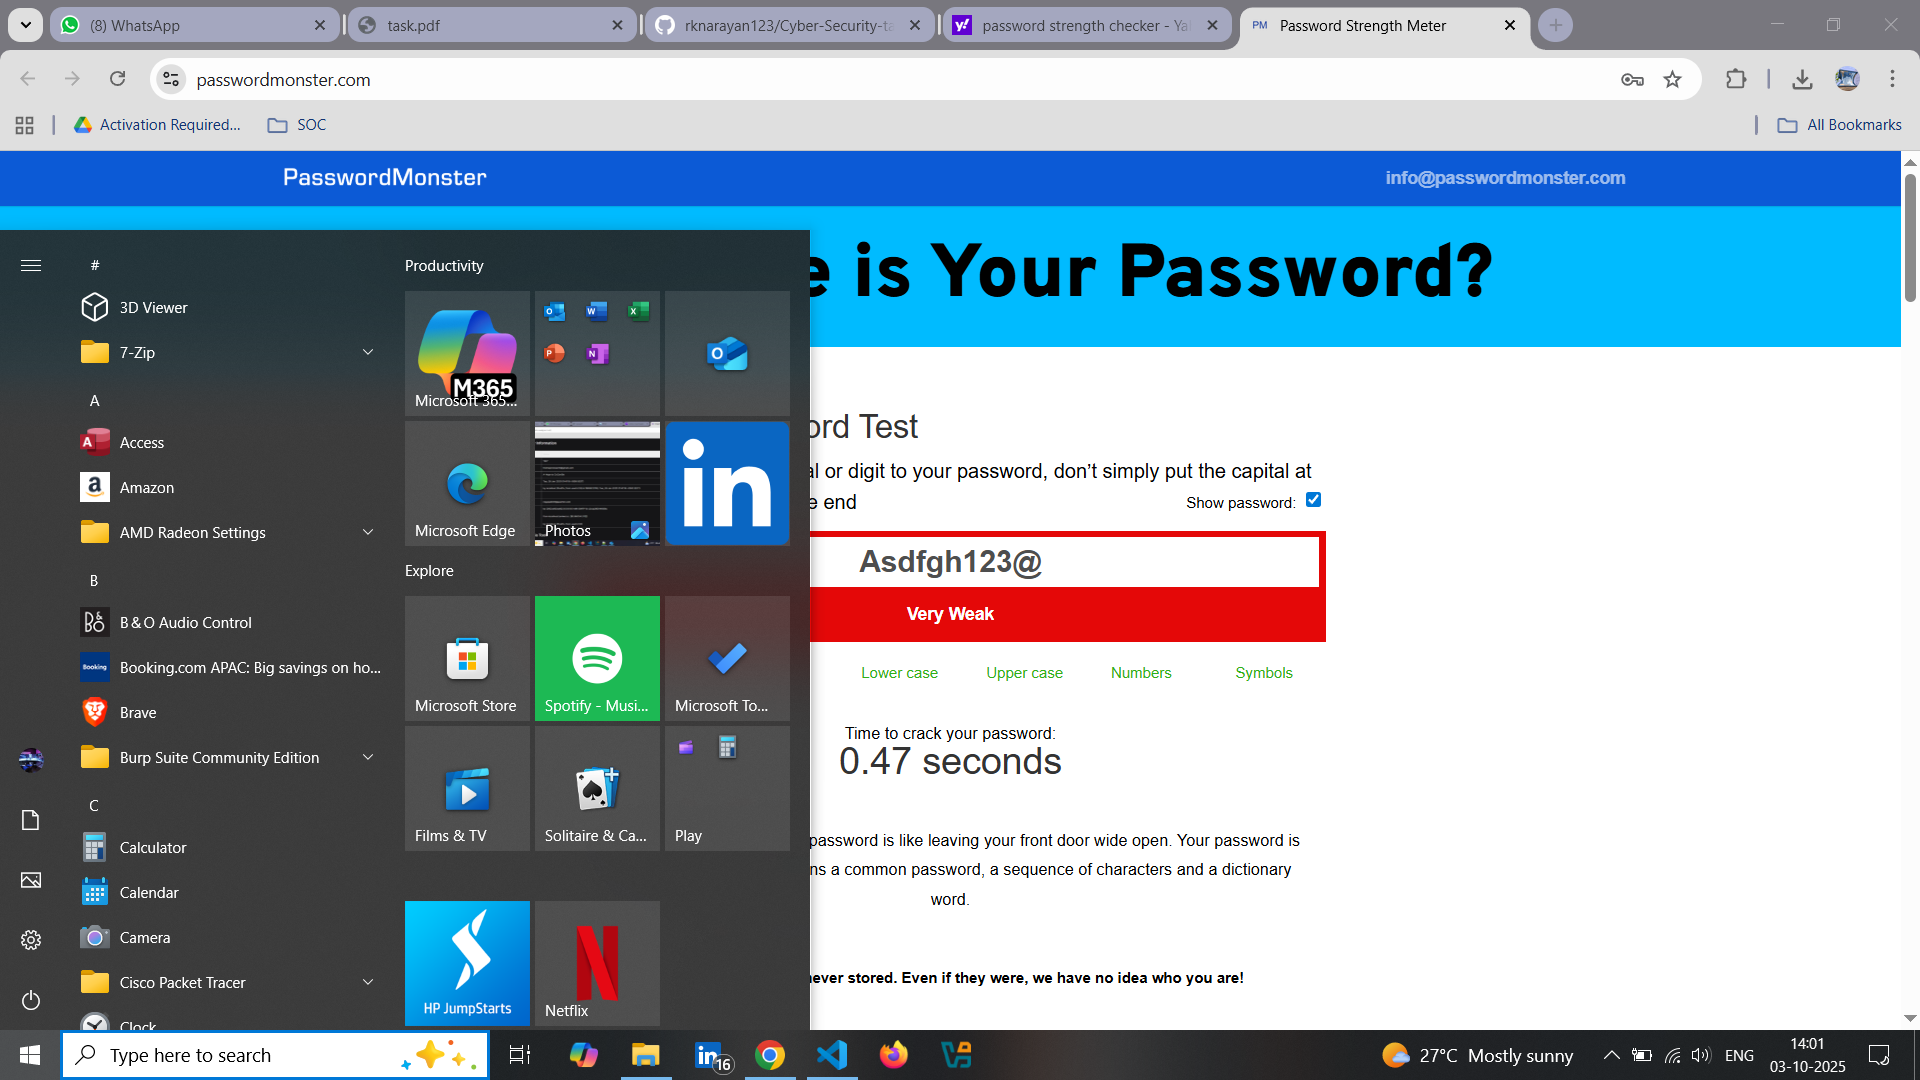 (8) WhatsApp
task.pdf
rknarayan123/Cyber-Security-ta
password strength checker - Ya
PM Password Strength Meter
passwordmonster.com
Activation Required...
SOC
All Bookmarks
PasswordMonster
info@passwordmonster.com
e is Your Password?
#
3D Viewer
7-Zip
A
Access
Amazon
AMD Radeon Settings
B
B&O Audio Control
Booking.com APAC: Big savings on ho...
Brave
Burp Suite Community Edition
C
Calculator
Calendar
Camera
Cisco Packet Tracer
Clock
Productivity
M365
Microsoft 365...
Microsoft Edge
Photos
in
Explore
Microsoft Store
Spotify - Musi...
Microsoft To...
Films & TV
Solitaire & Ca...
Play
HP JumpStarts
Netflix
ord Test
al or digit to your password, don’t simply put the capital at
e end
Show password:
Asdfgh123@
Very Weak
Lower case
Upper case
Numbers
Symbols
Time to crack your password:
0.47 seconds
password is like leaving your front door wide open. Your password is
ns a common password, a sequence of characters and a dictionary
word.
never stored. Even if they were, we have no idea who you are!
Type here to search
16
27°C Mostly sunny
ENG
14:01
03-10-2025